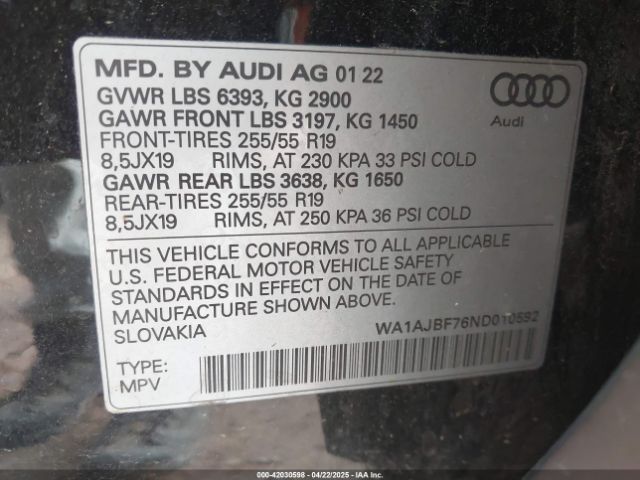 MFD. BY AUDI AG 01 22
GVWR LBS 6393, KG 2900
GAWR FRONT LBS 3197, KG 1450
FRONT-TIRES 255/55 R19
8,5JX19 RIMS, AT 230 KPA 33 PSI COLD
GAWR REAR LBS 3638, KG 1650
REAR-TIRES 255/55 R19
8,5JX19 RIMS, AT 250 KPA 36 PSI COLD
Audi
THIS VEHICLE CONFORMS TO ALL APPLICABLE
U.S. FEDERAL MOTOR VEHICLE SAFETY
STANDARDS IN EFFECT ON THE DATE OF
MANUFACTURE SHOWN ABOVE.
SLOVAKIA
WA1AJBF76ND010592
TYPE:
MPV
000-42030598 - 04/22/2025 - IAA, Inc.